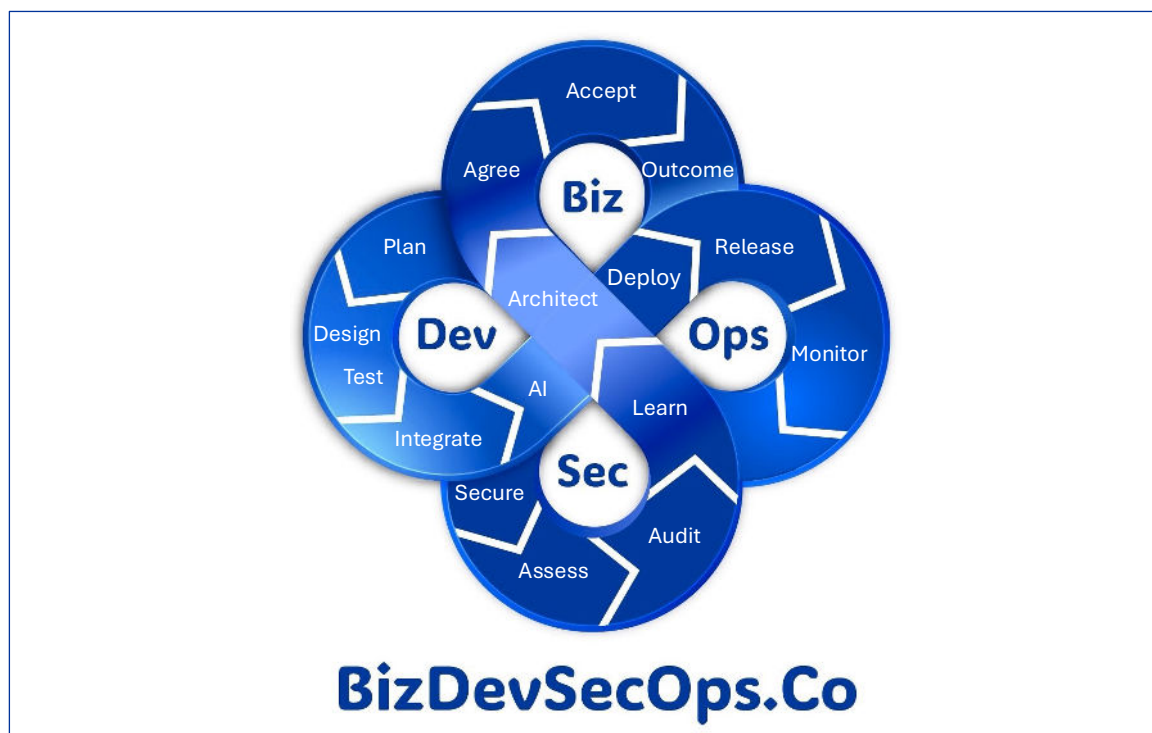 Accept
Agree
Outcome
Biz
Plan
Release
Deploy
Architect
Dev
Ops
Design
Monitor
Test
AI
Learn
Integrate
Sec
Secure
Audit
Assess
BizDevSecOps.Co